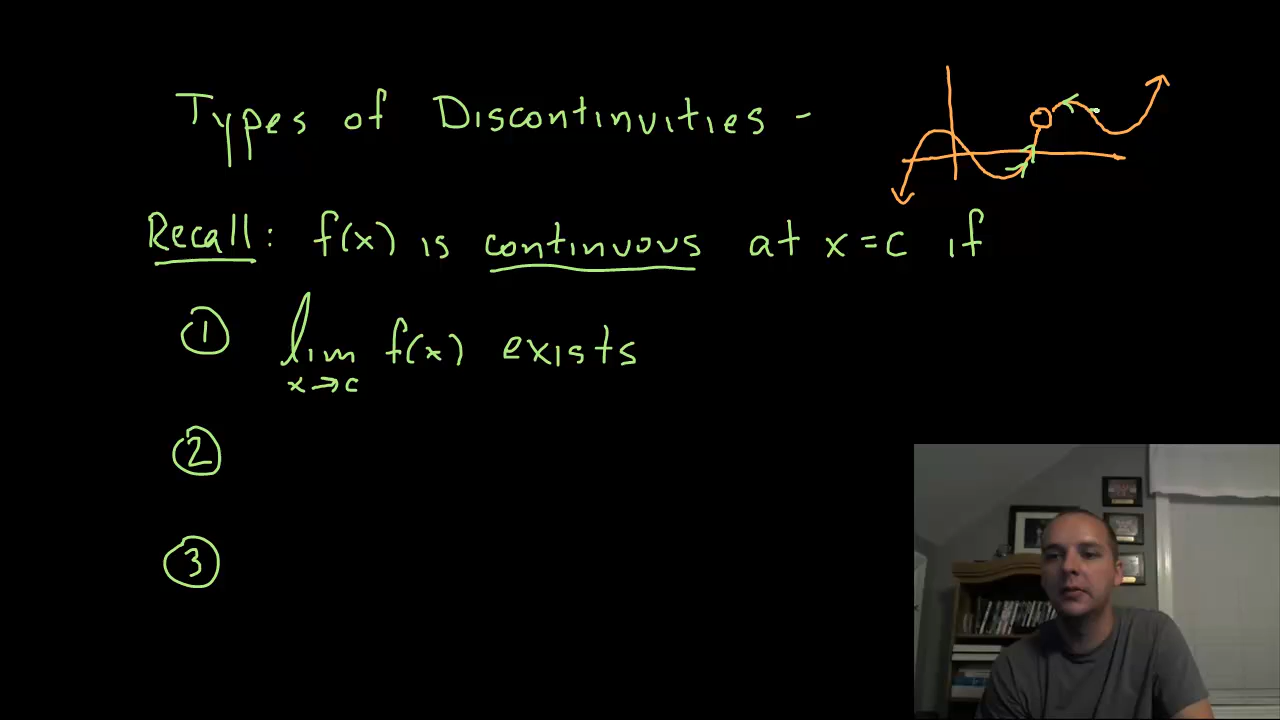 Types of Discontinuities -
Recall: f(x) is continuous at x=c if
① lim f(x) exists
x→c
②
③